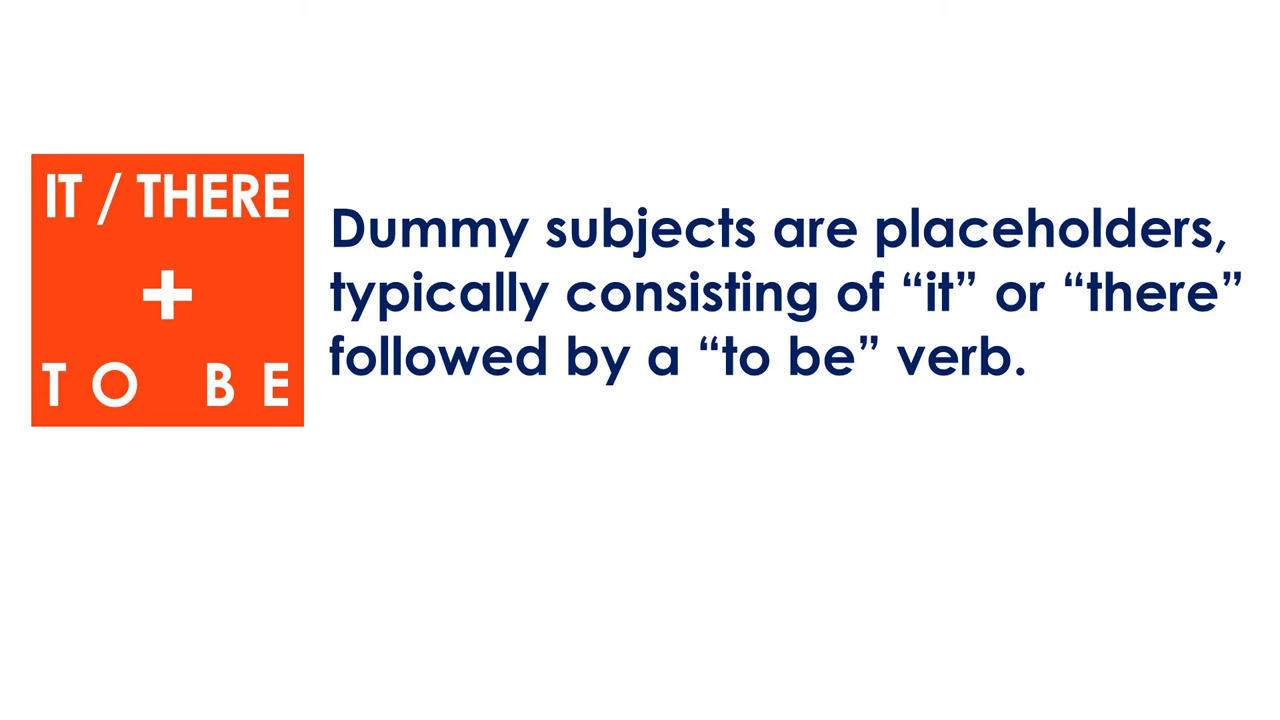 IT / THERE
+
TO BE
Dummy subjects are placeholders,
typically consisting of “it” or “there”
followed by a “to be” verb.